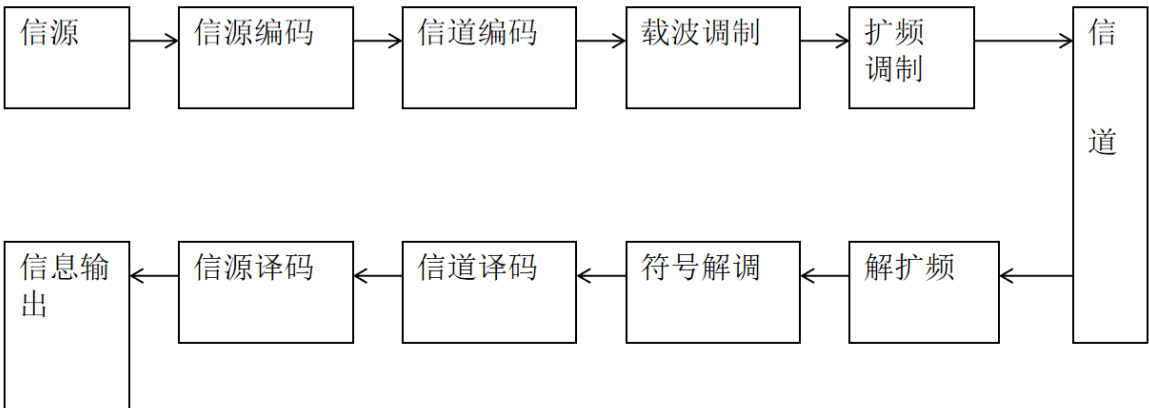 信源
信源编码
信道编码
载波调制
扩频
调制
信
道
信息输
出
信源译码
信道译码
符号解调
解扩频